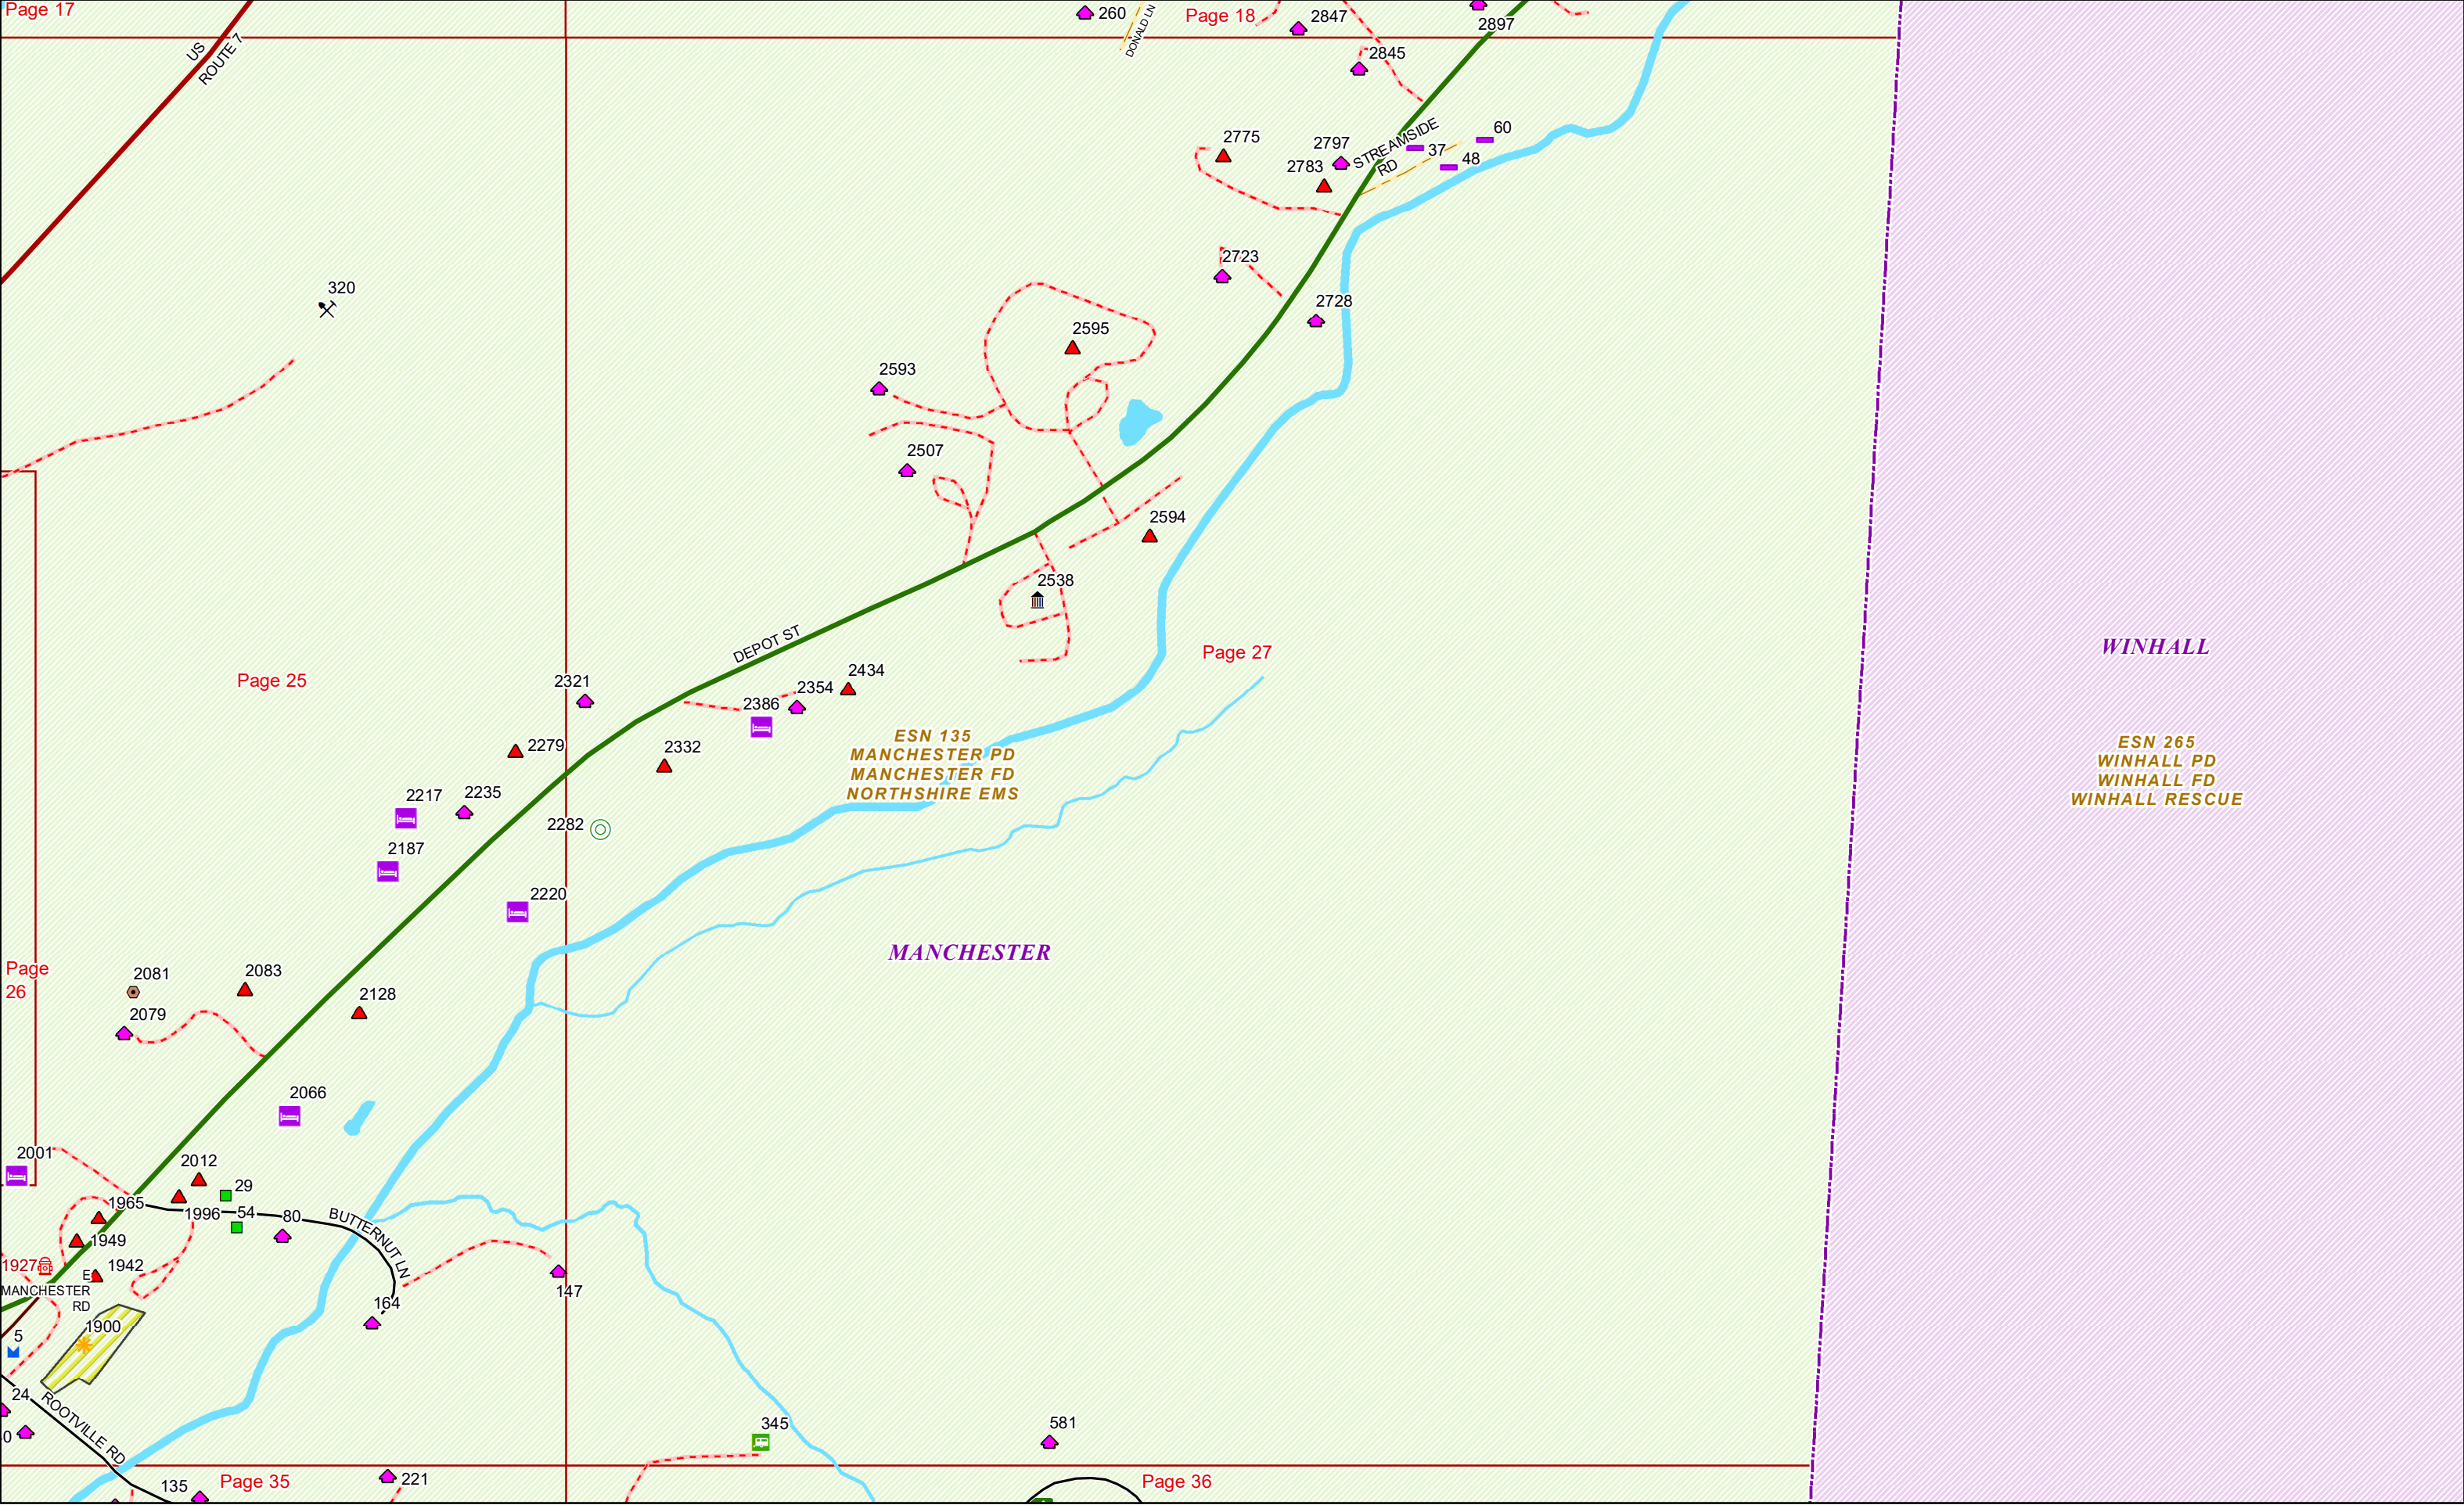 Page 17
US
ROUTE 7
260
DONALD LN
Page 18
2847
2897
2845
2775
2797
2783
STREAMSIDE
RD
37
60
48
320
2723
2728
2595
2593
2507
2594
2538
DEPOT ST
Page 27
WINHALL
Page 25
2321
2386
2354
2434
2279
2332
ESN 135
MANCHESTER PD
MANCHESTER FD
NORTHSHIRE EMS
ESN 265
WINHALL PD
WINHALL FD
WINHALL RESCUE
2217
2235
2282
2187
2220
MANCHESTER
Page
26
2081
2083
2079
2128
2066
2001
2012
29
1965
1996
54
80
BUTTERNUT LN
1949
1927
1942
E
MANCHESTER
RD
147
164
1900
5
24
ROOTVILLE RD
0
345
581
135
Page 35
221
Page 36